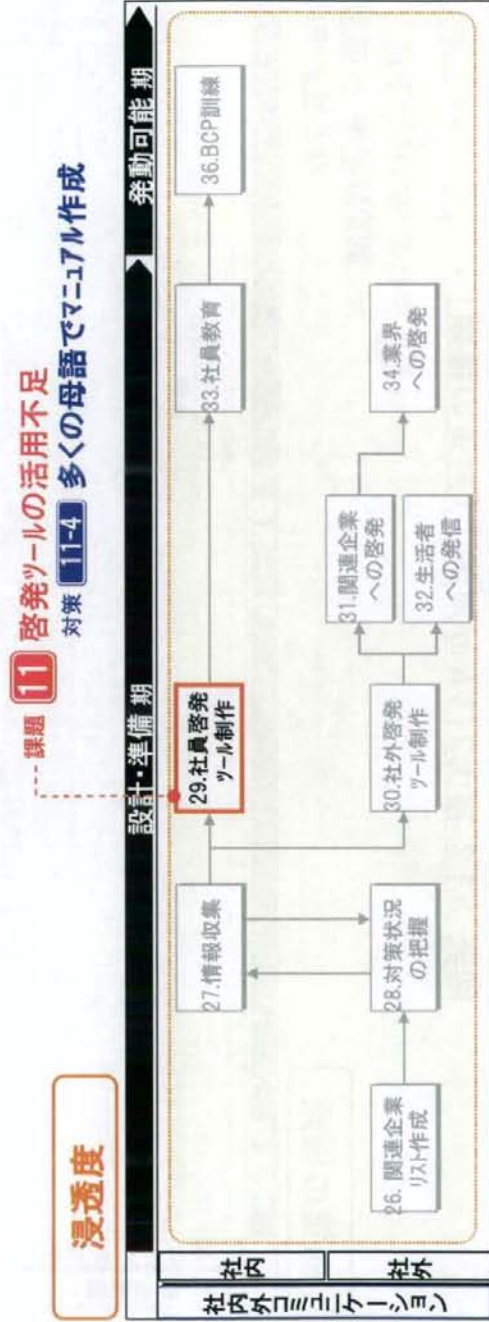 浸透度
課題 11 啓発ツールの活用不足
対策 11-4 多くの母語でマニュアル作成
設計・準備 期
発動可能 期
社内外コミュニケーション
社内
27.情報収集
29.社員啓発
ツール制作
33.社員教育
36.BCP訓練
社外
26. 関連企業
リスト作成
28.対策状況
の把握
30.社外啓発
ツール制作
31.関連企業
への啓発
32.生活者
への発信
34.業界
への啓発